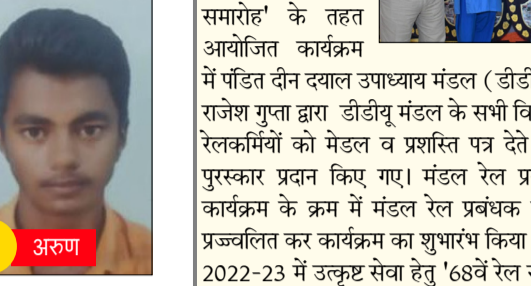 अरुण
समारोह' के तहत
आयोजित कार्यक्रम
में पंडित दीन दयाल उपाध्याय मंडल ( डीडी
राजेश गुप्ता द्वारा डीडीयू मंडल के सभी वि
रेलकर्मियों को मेडल व प्रशस्ति पत्र देते
पुरस्कार प्रदान किए गए। मंडल रेल प्र
कार्यक्रम के क्रम में मंडल रेल प्रबंधक
प्रज्ज्वलित कर कार्यक्रम का शुभारंभ किया
2022-23 में उत्कृष्ट सेवा हेतु '68वें रेल